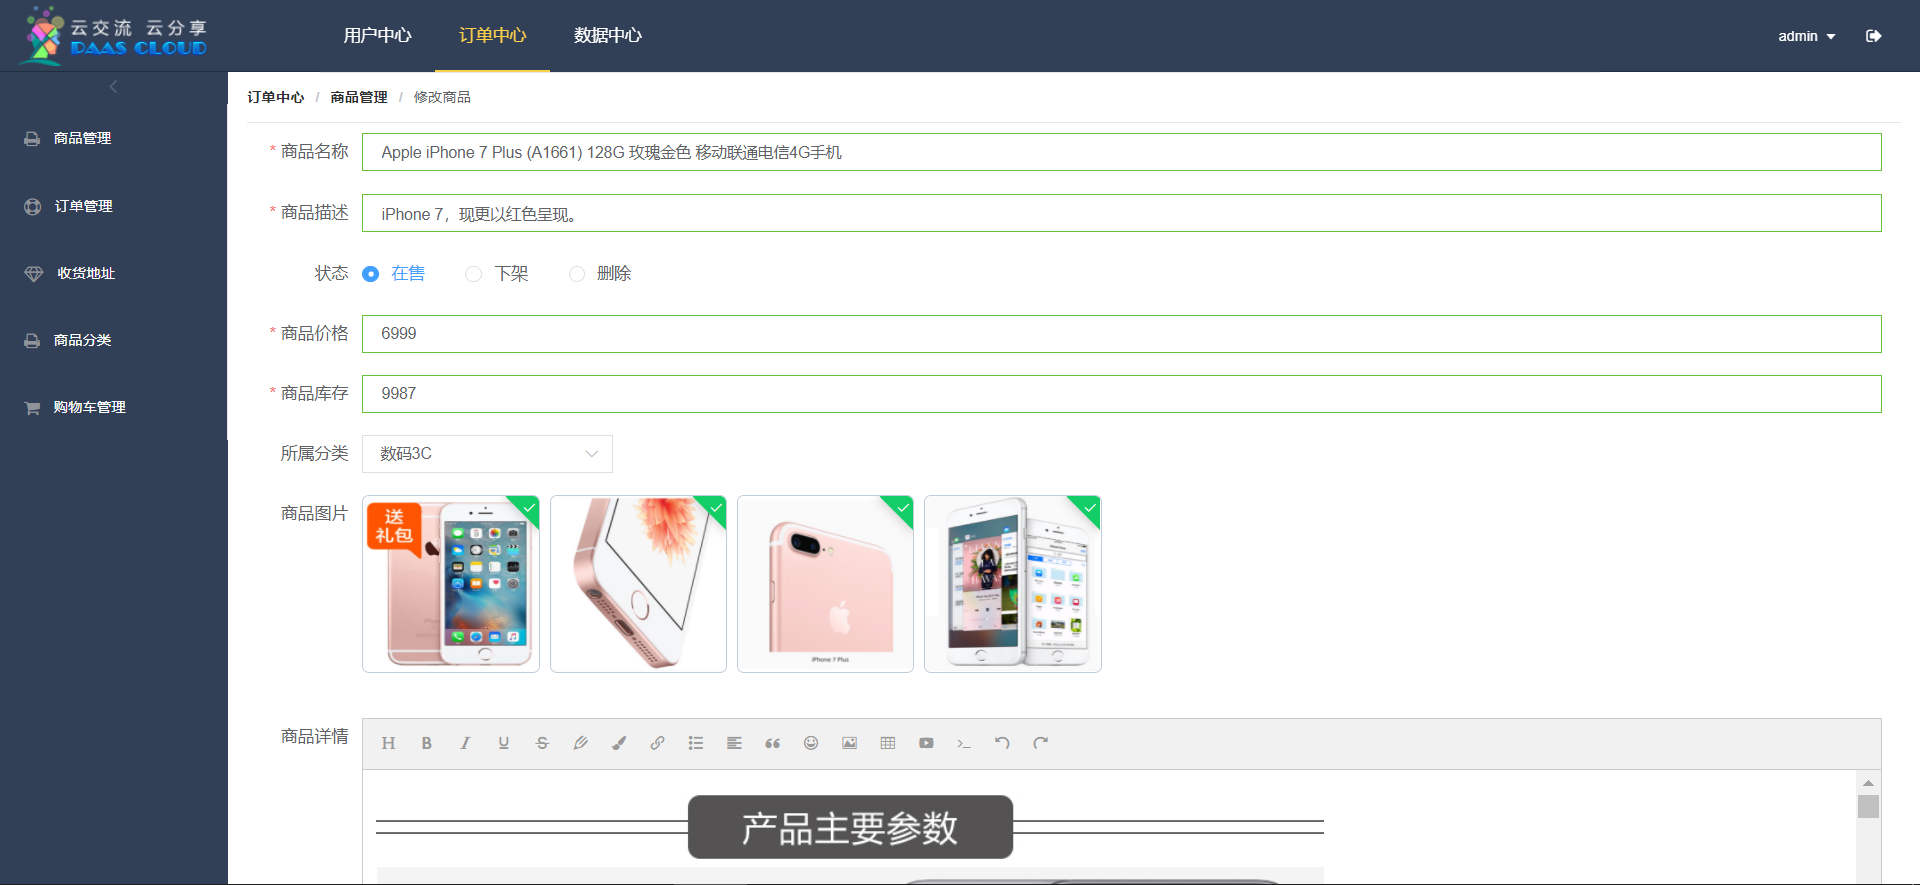 云交流 云分享
DAAS CLOUD
用户中心
订单中心
数据中心
admin
商品管理
订单管理
收货地址
商品分类
购物车管理
订单中心 / 商品管理 / 修改商品
* 商品名称 Apple iPhone 7 Plus (A1661) 128G 玫瑰金色 移动联通电信4G手机
* 商品描述 iPhone 7，现更以红色呈现。
状态 在售 下架 删除
* 商品价格 6999
* 商品库存 9987
所属分类 数码3C
商品图片
送
礼包
iPhone 7 Plus
商品详情
产品主要参数